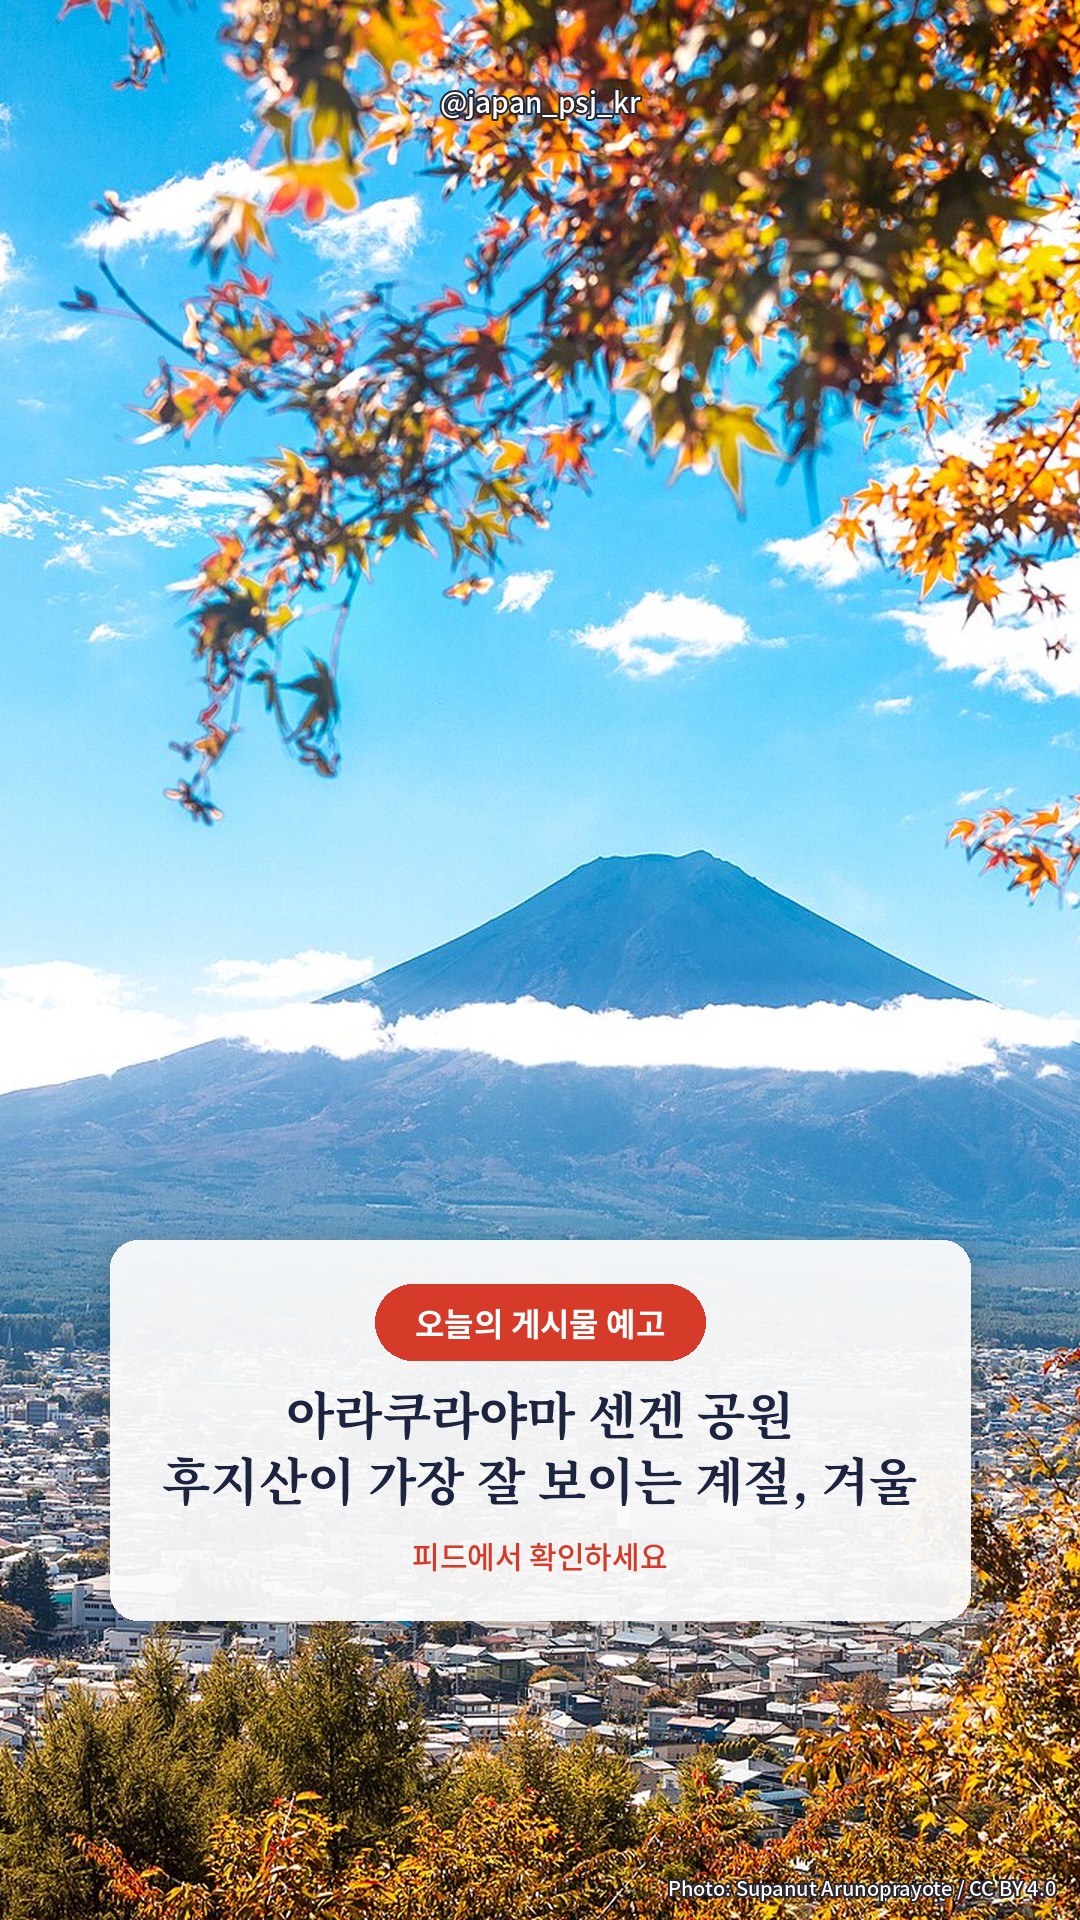 @japan_psj_kr
오늘의 게시물 예고
아라쿠라야마 센겐 공원
후지산이 가장 잘 보이는 계절, 겨울
피드에서 확인하세요
Photo: Supanut Arunoprayote / CC BY 4.0